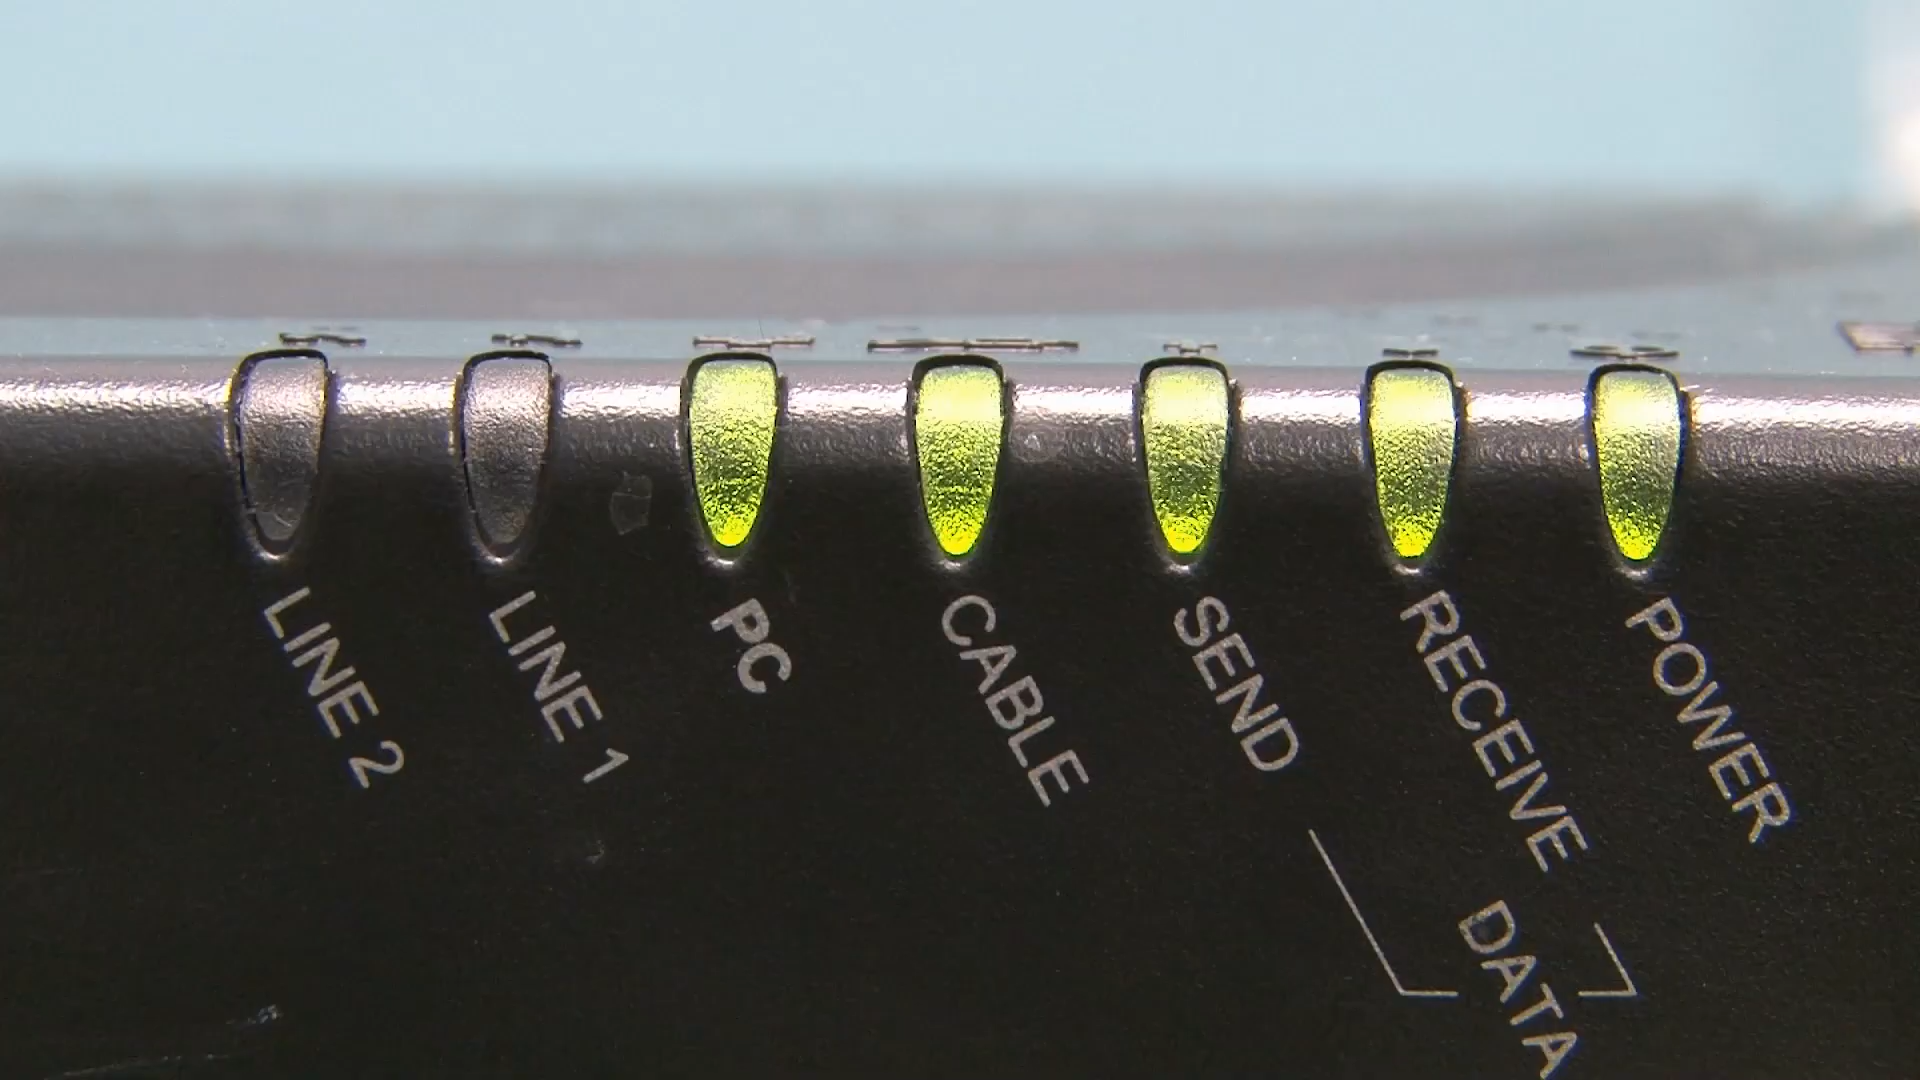 LINE 2
LINE 1
PC
CABLE
SEND
RECEIVE
POWER
DATA